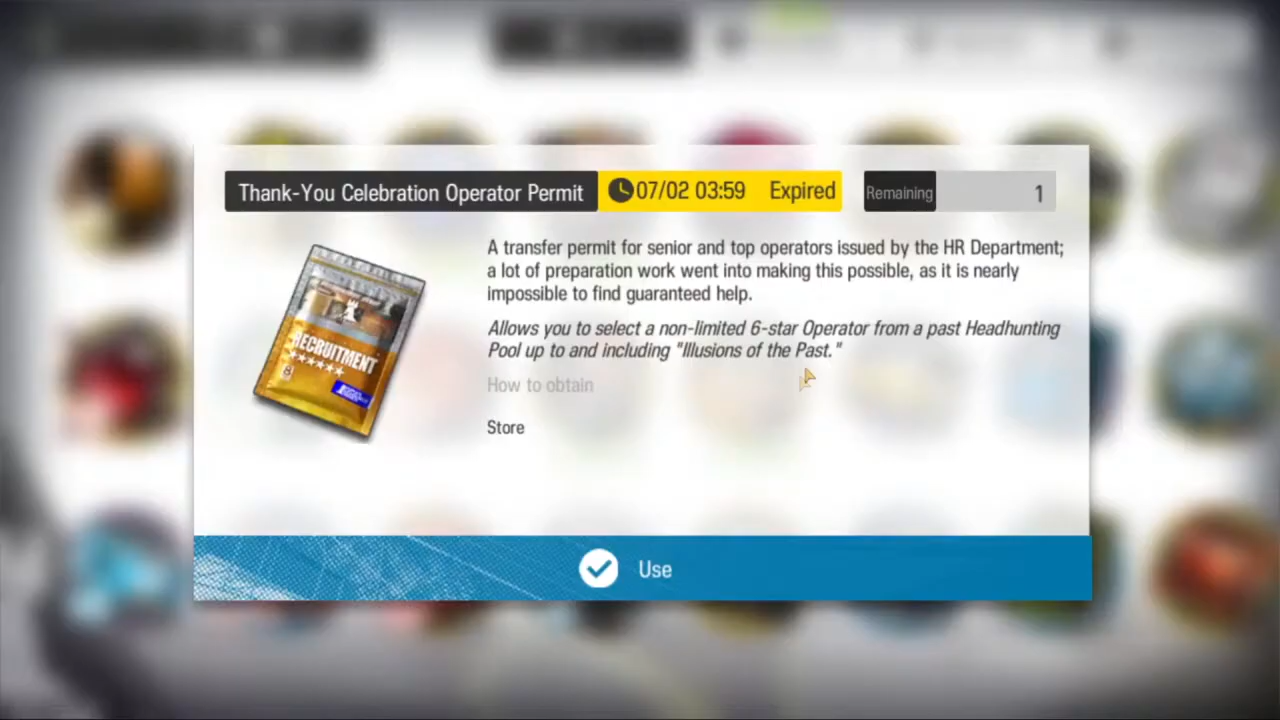 Thank-You Celebration Operator Permit
07/02 03:59 Expired
Remaining 1
A transfer permit for senior and top operators issued by the HR Department;
a lot of preparation work went into making this possible, as it is nearly
impossible to find guaranteed help.
Allows you to select a non-limited 6-star Operator from a past Headhunting
Pool up to and including "Illusions of the Past."
How to obtain
Store
RECRUITMENT
Use